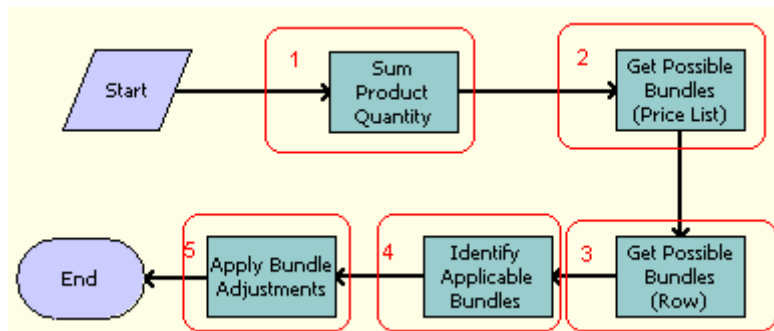 Start
1
Sum
Product
Quantity
2
Get Possible
Bundles
(Price List)
3
Get Possible
Bundles
(Row)
4
Identify
Applicable
Bundles
5
Apply Bundle
Adjustments
End